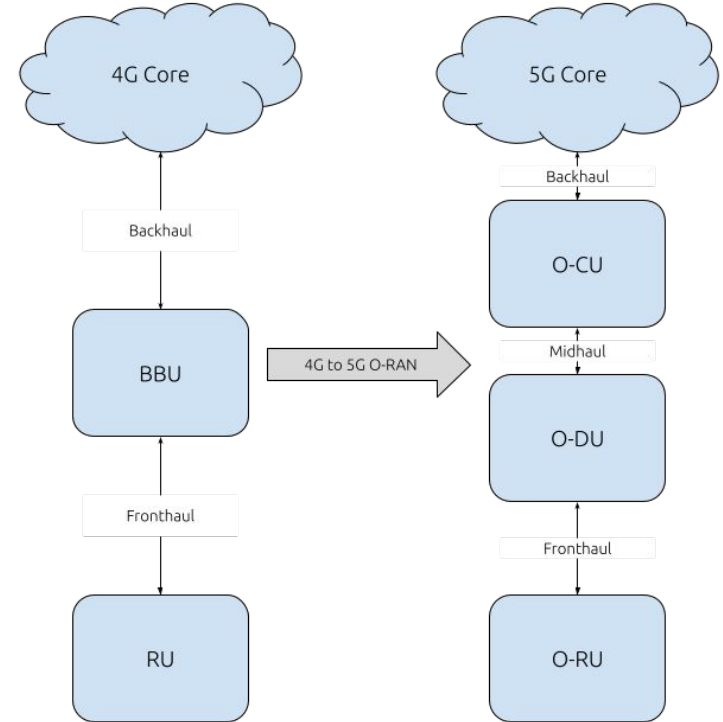 4G Core
Backhaul
BBU
Fronthaul
RU
4G to 5G O-RAN
5G Core
Backhaul
O-CU
Midhaul
O-DU
Fronthaul
O-RU